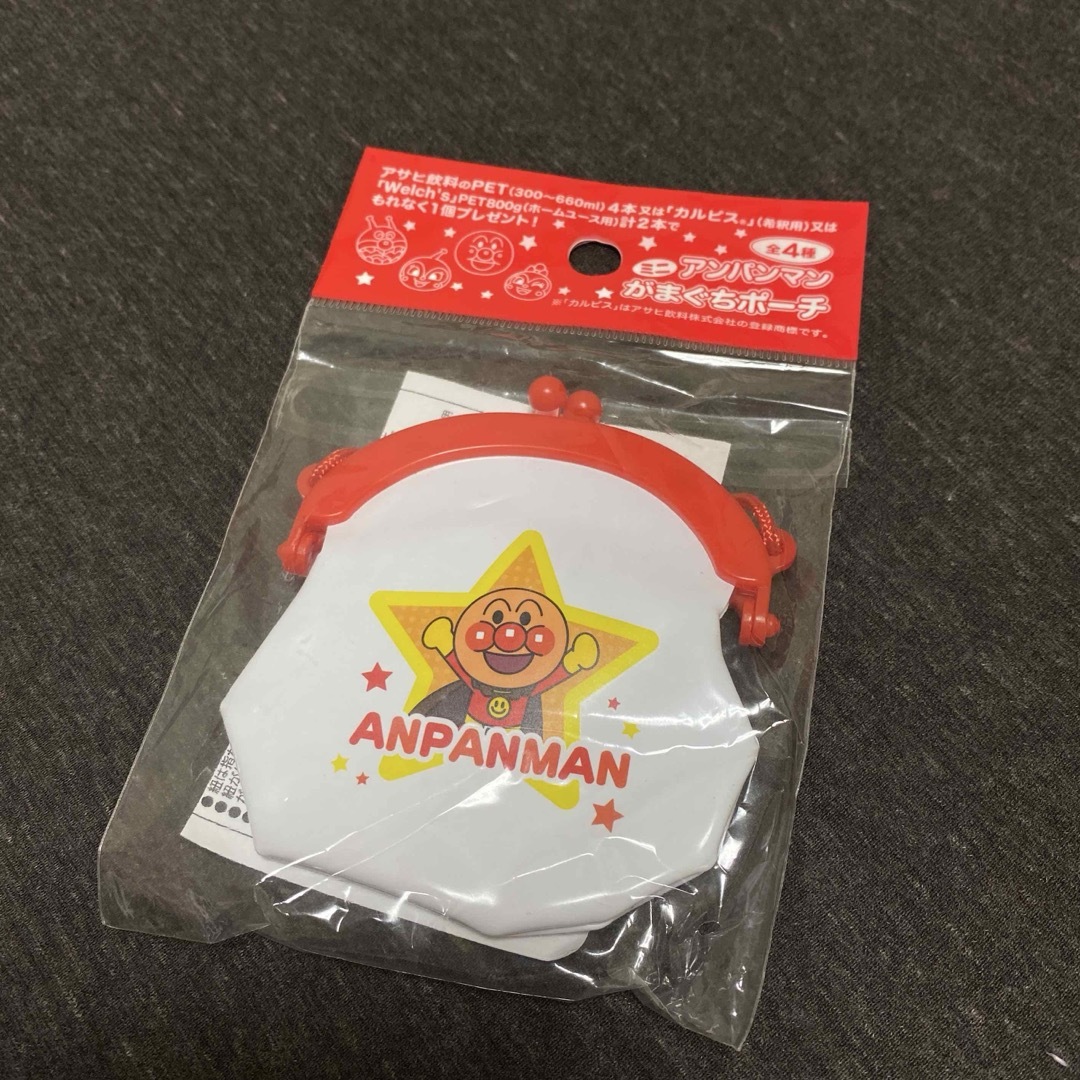 アサヒ飲料のPET(300〜660ml)4本又は「カルピス®」(希釈用)又は
「Welch's」PET800g(ホームユース用)計2本で
もれなく1個プレゼント!
全4種
ミニ アンパンマン
がまぐちポーチ
※「カルピス」はアサヒ飲料株式会社の登録商標です。
ANPANMAN